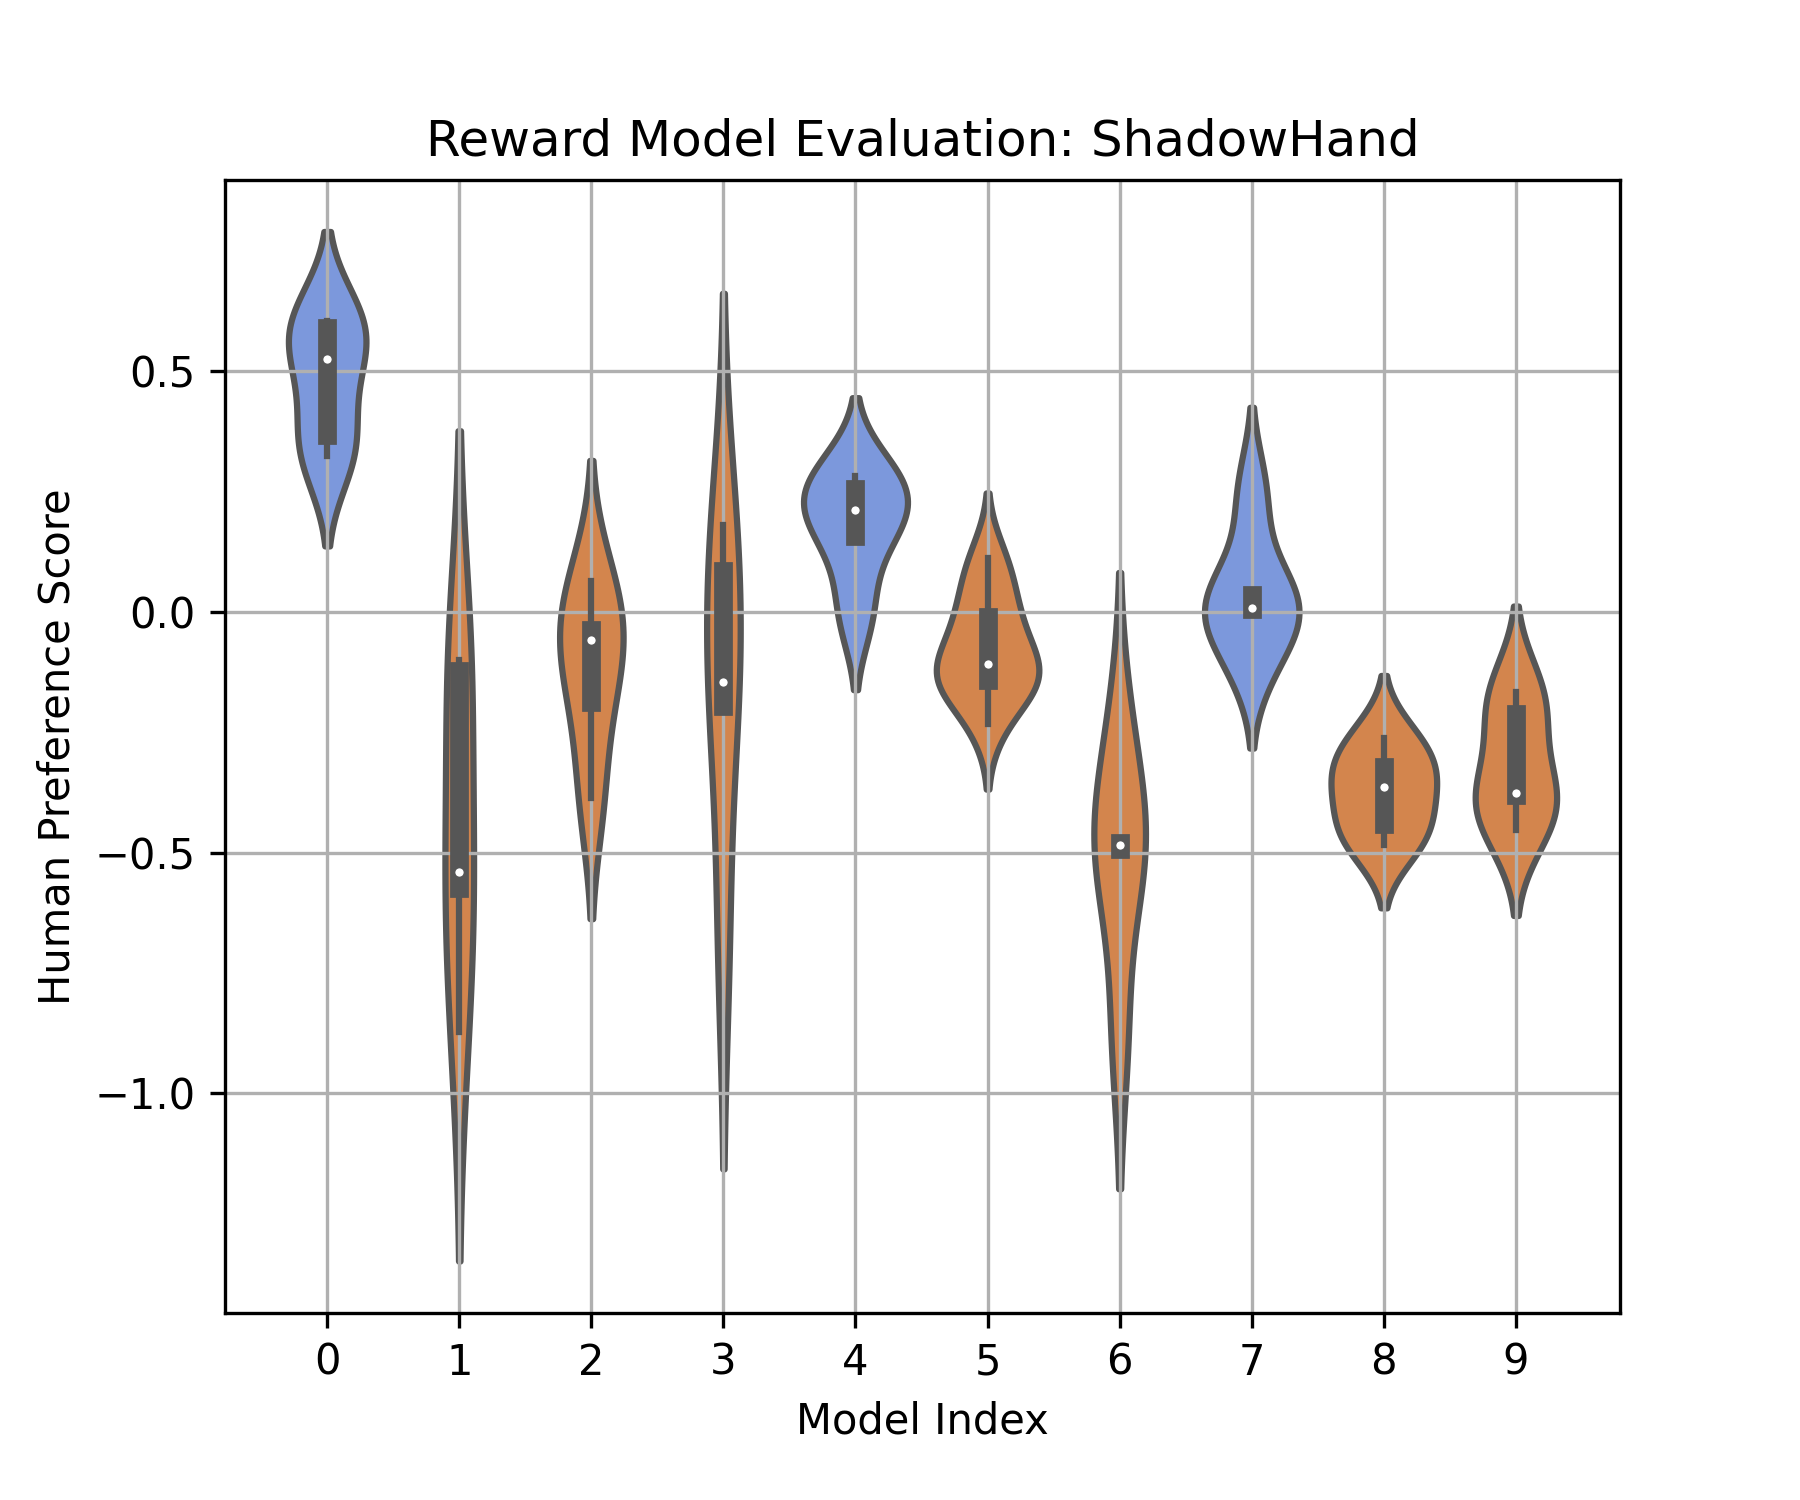 Reward Model Evaluation: ShadowHand
Human Preference Score
0.5
0.0
−0.5
−1.0
0 1 2 3 4 5 6 7 8 9
Model Index